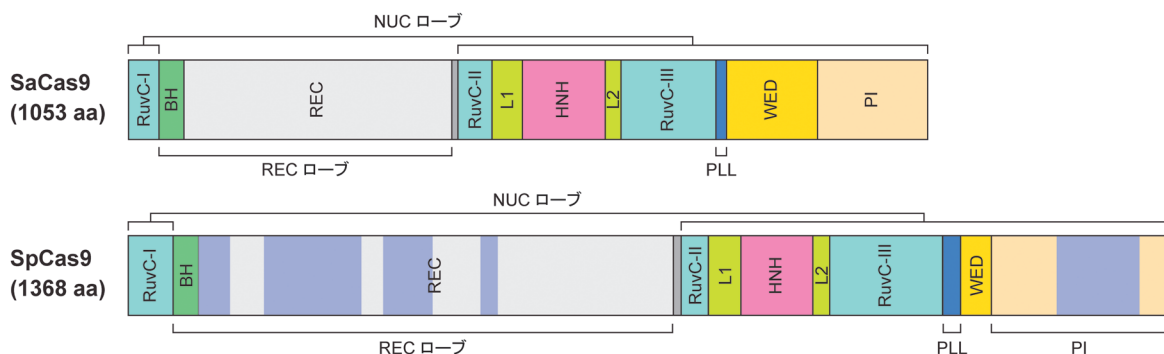 NUC ローブ
SaCas9
(1053 aa)
RuvC-I
BH
REC
RuvC-II
L1
HNH
L2
RuvC-III
WED
PI
REC ローブ
PLL
NUC ローブ
SpCas9
(1368 aa)
RuvC-I
BH
REC
RuvC-II
L1
HNH
L2
RuvC-III
WED
REC ローブ
PLL
PI